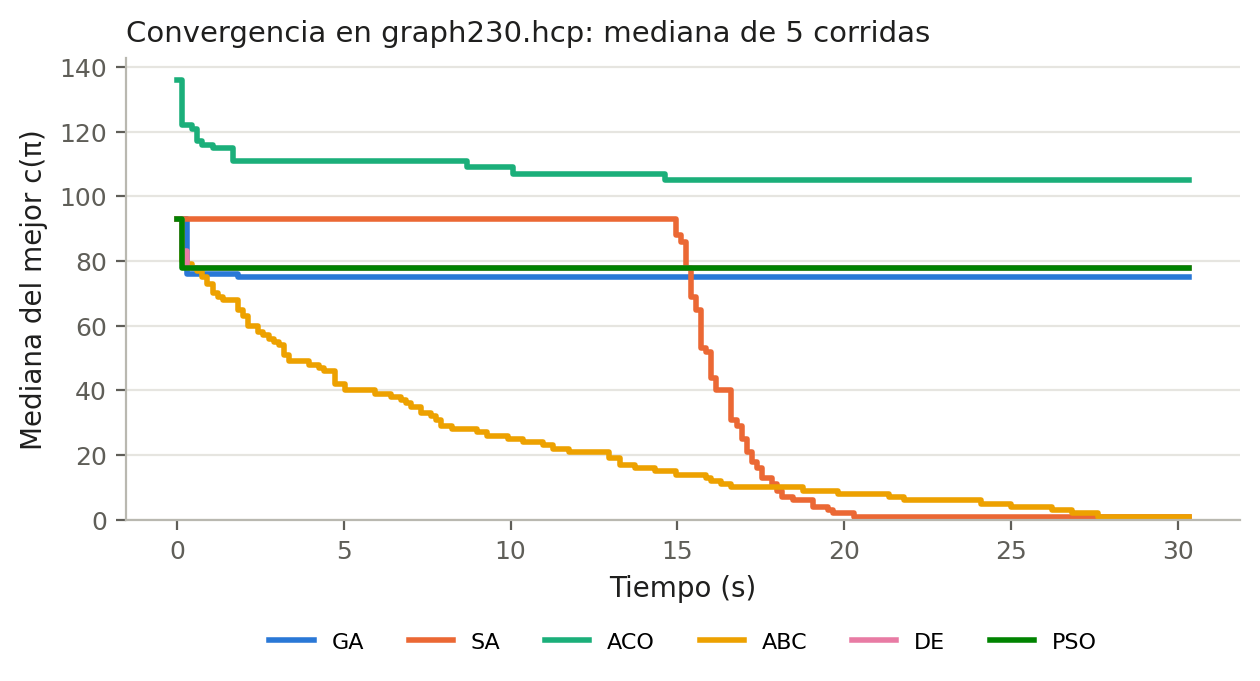 Convergencia en graph230.hcp: mediana de 5 corridas
Mediana del mejor c(π)
140
120
100
80
60
40
20
0
0 5 10 15 20 25 30
Tiempo (s)
GA SA ACO ABC DE PSO